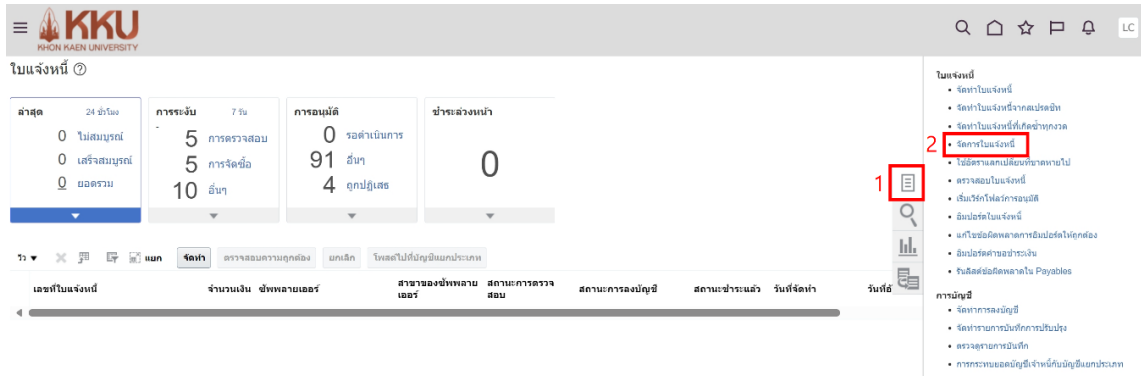 KKU
KHON KAEN UNIVERSITY
LC
ใบแจ้งหนี้
ล่าสุด 24 ชั่วโมง
0 ไม่สมบูรณ์
0 เสร็จสมบูรณ์
0 ยอดรวม
การระงับ 7 วัน
5 การตรวจสอบ
5 การจัดซื้อ
10 อื่นๆ
การอนุมัติ
0 รอดำเนินการ
91 อื่นๆ
4 ถูกปฏิเสธ
ชำระล่วงหน้า
0
วิว แยก จัดทำ ตรวจสอบความถูกต้อง ยกเลิก โพสต์ไปที่บัญชีแยกประเภท
เลขที่ใบแจ้งหนี้ จำนวนเงิน ซัพพลายเออร์ สาขาของซัพพลายเออร์ สถานะการตรวจสอบ สถานะการลงบัญชี สถานะชำระแล้ว วันที่จัดทำ
1
2
ใบแจ้งหนี้
จัดทำใบแจ้งหนี้
จัดทำใบแจ้งหนี้จากสเปรดชีท
จัดทำใบแจ้งหนี้ที่เกิดซ้ำทุกงวด
จัดการใบแจ้งหนี้
ใช้อัตราแลกเปลี่ยนที่ขาดหายไป
ตรวจสอบใบแจ้งหนี้
เริ่มเวิร์กโฟลว์การอนุมัติ
อิมปอร์ตใบแจ้งหนี้
แก้ไขข้อผิดพลาดการอิมปอร์ตให้ถูกต้อง
อิมปอร์ตคำขอชำระเงิน
รันลิสต์ข้อผิดพลาดใน Payables
การบัญชี
จัดทำการลงบัญชี
จัดทำรายการบันทึกการปรับปรุง
ตรวจดูรายการบันทึก
การกระทบยอดบัญชีเจ้าหนี้กับบัญชีแยกประเภท